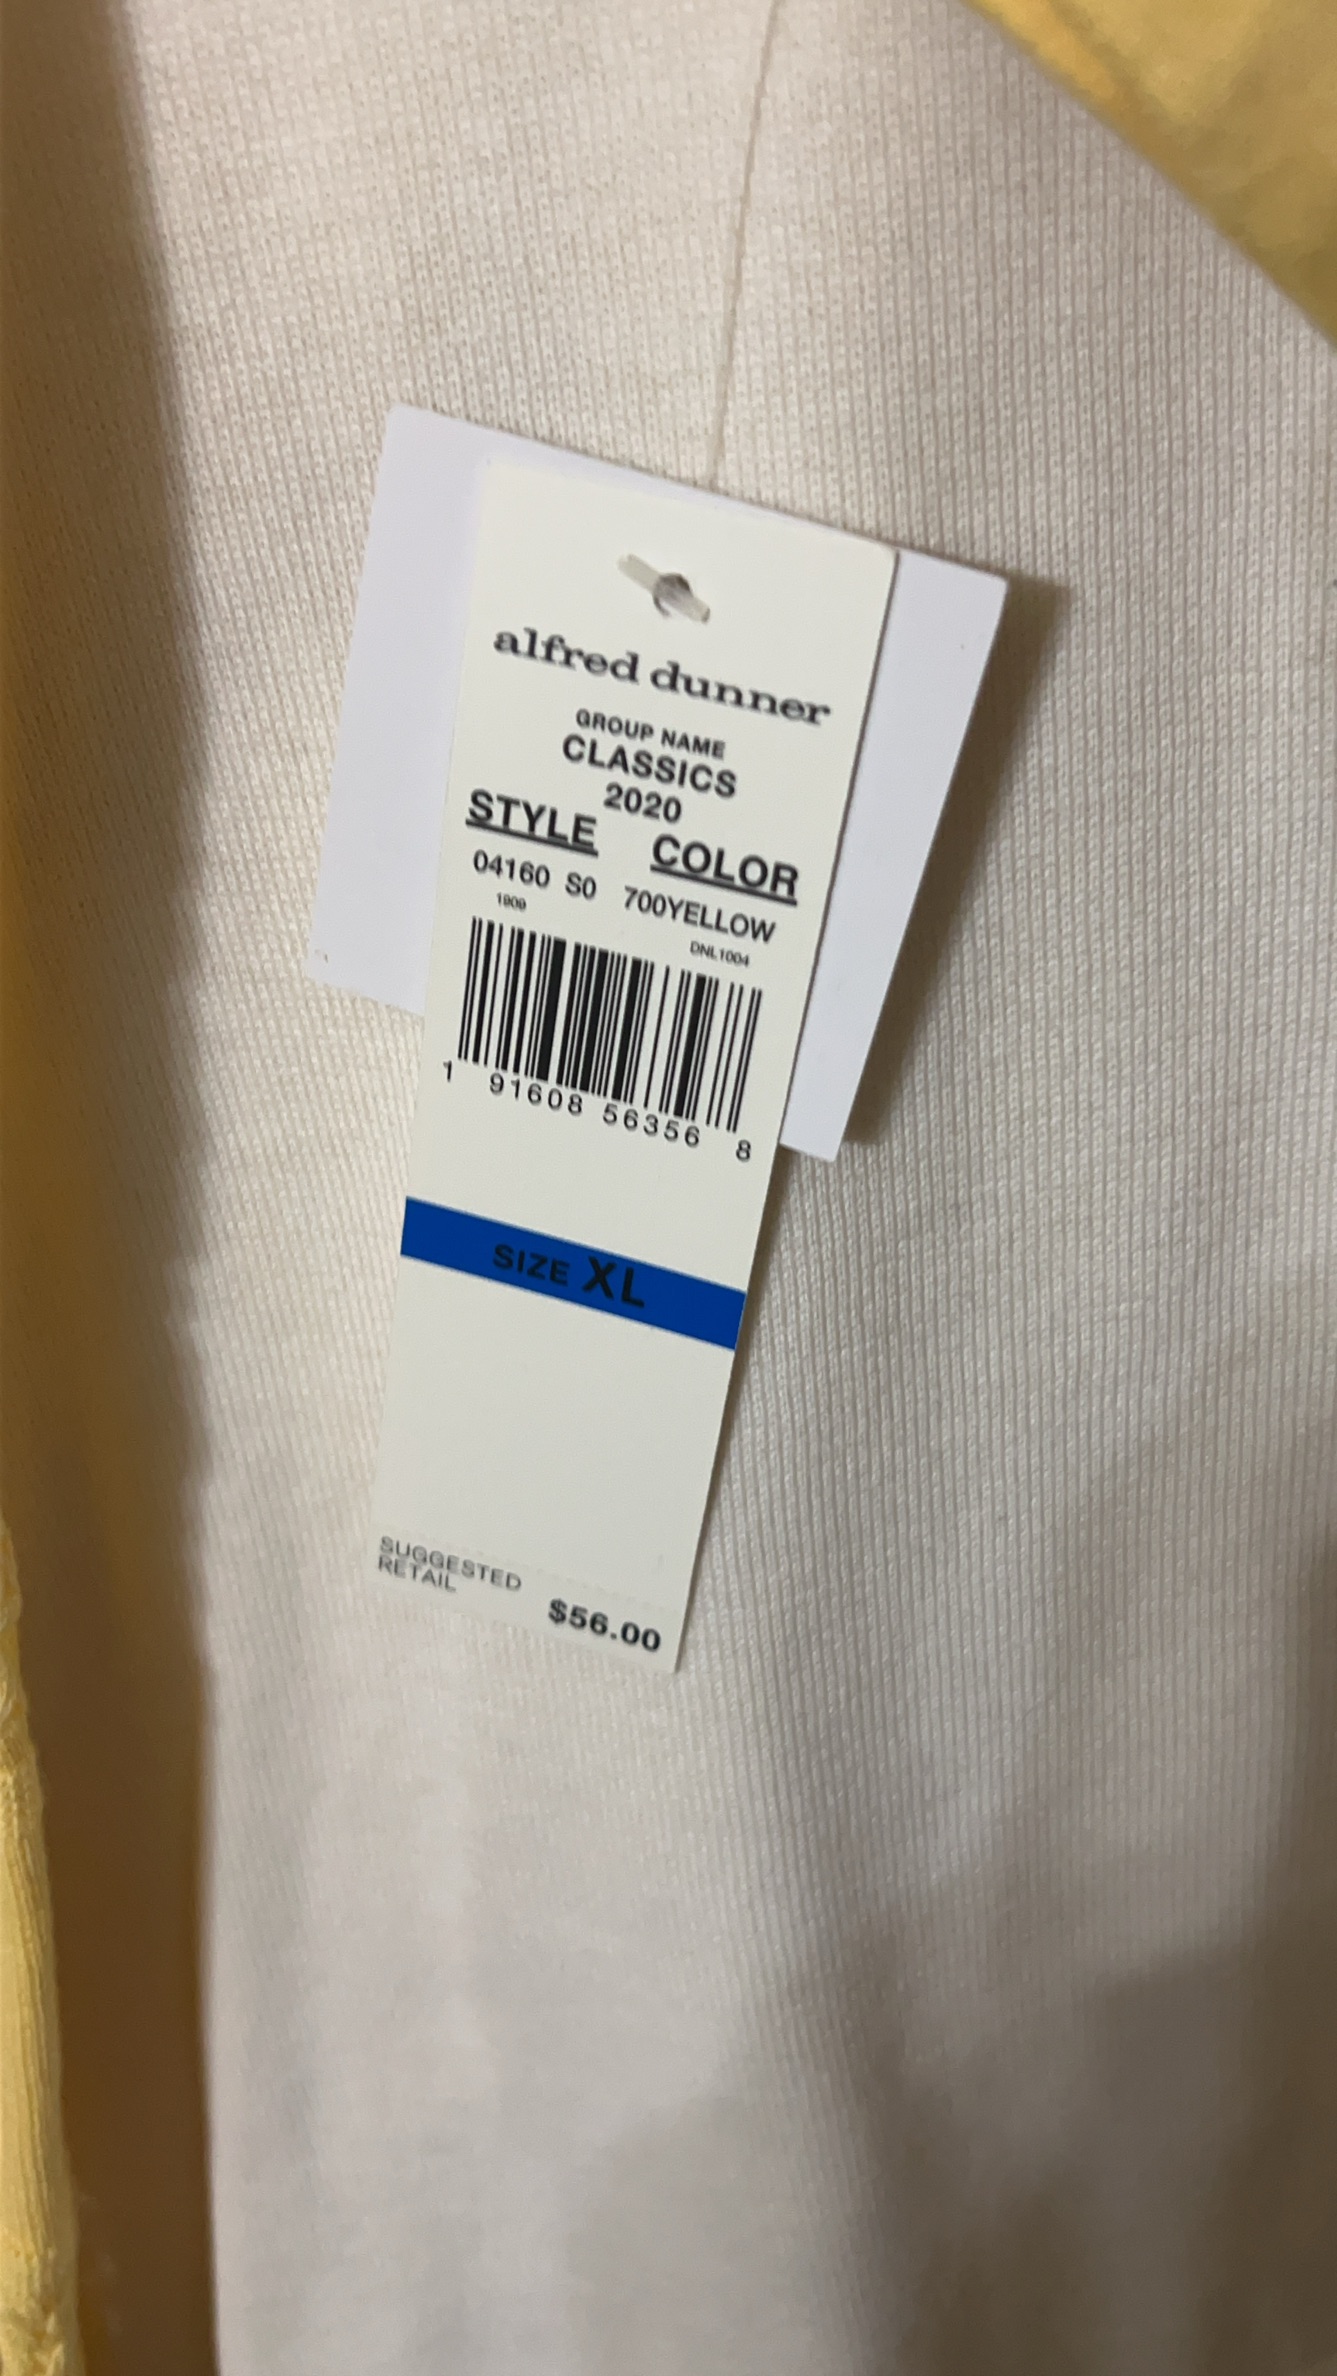 alfred dunner
GROUP NAME
CLASSICS
2020
STYLE COLOR
04160 S0 700YELLOW
1909 DNL1004
1 91608 56356 8
SIZE XL
SUGGESTED
RETAIL
$56.00